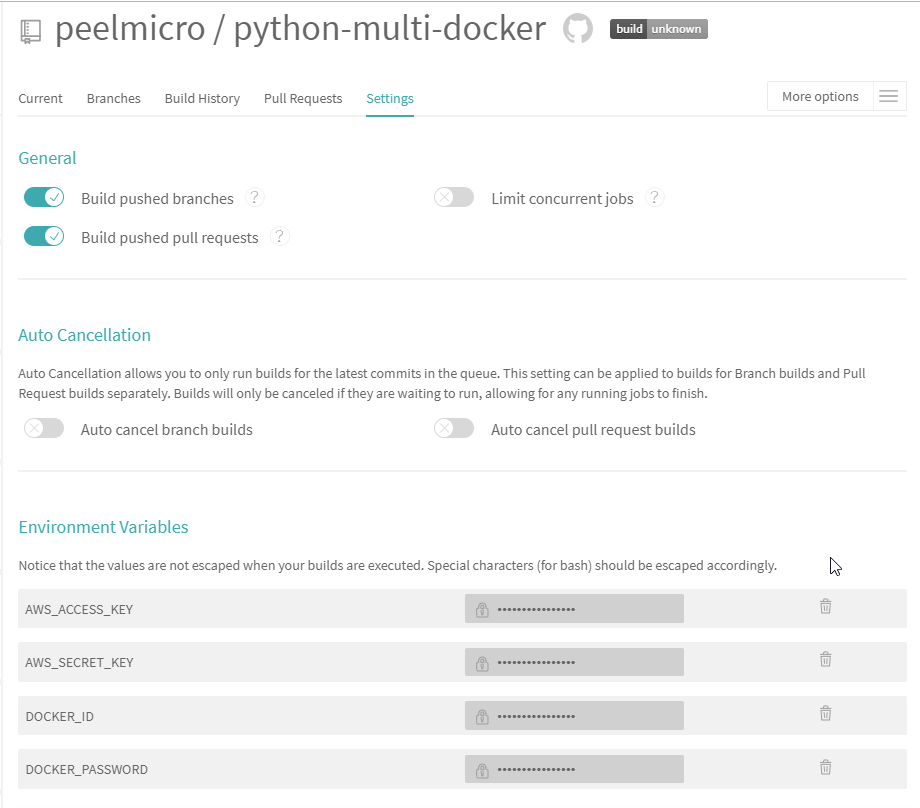 peelmicro / python-multi-docker build unknown
Current Branches Build History Pull Requests Settings More options
General
Build pushed branches ? Limit concurrent jobs ?
Build pushed pull requests ?
Auto Cancellation
Auto Cancellation allows you to only run builds for the latest commits in the queue. This setting can be applied to builds for Branch builds and Pull
Request builds separately. Builds will only be canceled if they are waiting to run, allowing for any running jobs to finish.
Auto cancel branch builds Auto cancel pull request builds
Environment Variables
Notice that the values are not escaped when your builds are executed. Special characters (for bash) should be escaped accordingly.
AWS_ACCESS_KEY ••••••••••••••••
AWS_SECRET_KEY ••••••••••••••••
DOCKER_ID ••••••••••••••••
DOCKER_PASSWORD ••••••••••••••••